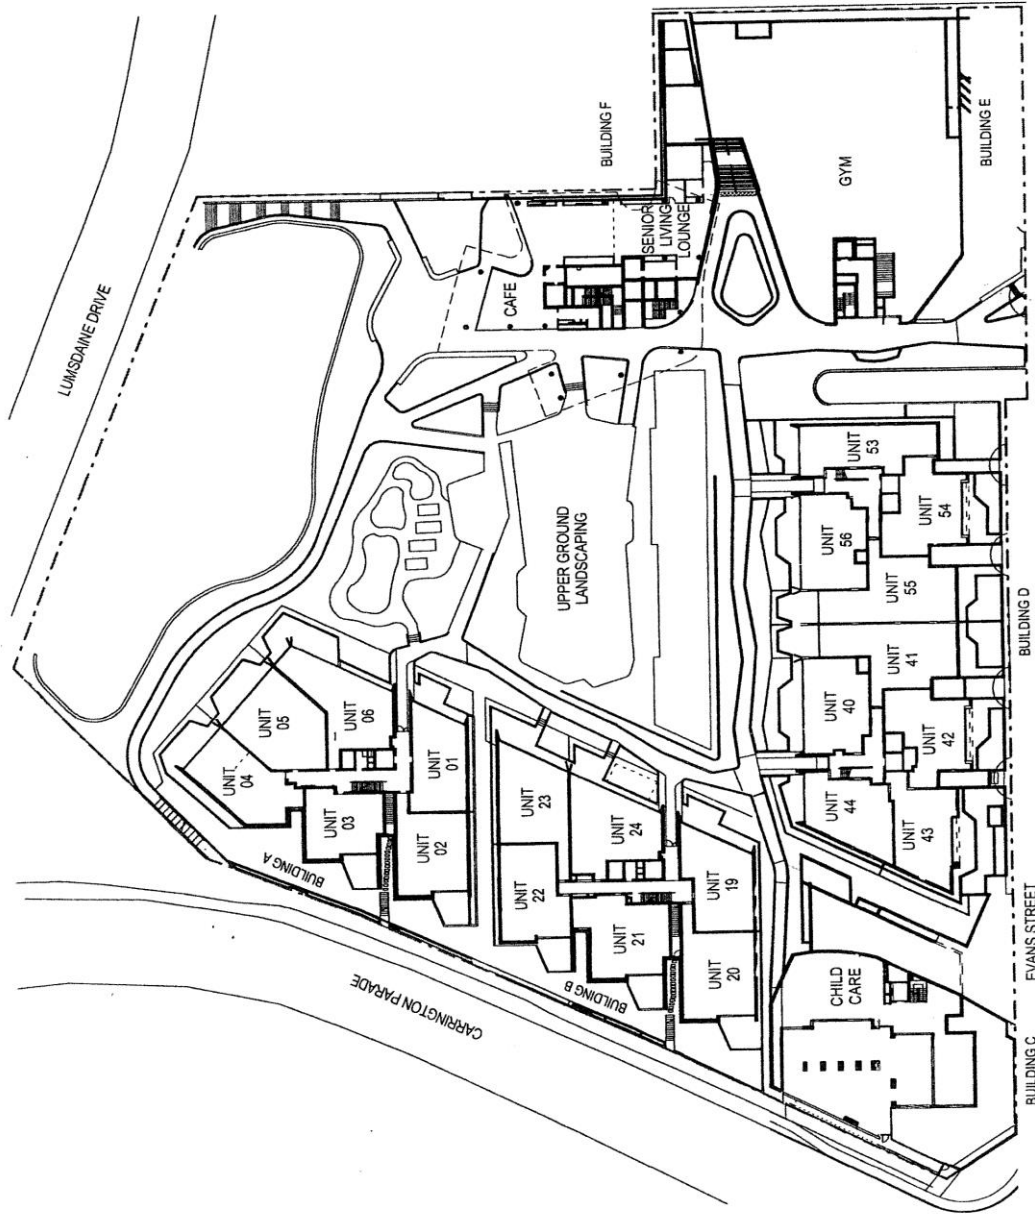 LUMSDAINE DRIVE
BUILDING F
CAFE
SENIOR
LIVING
LOUNGE
GYM
BUILDING E
UPPER GROUND
LANDSCAPING
UNIT
04
UNIT
05
UNIT
06
UNIT
03
UNIT
01
UNIT
02
BUILDING A
UNIT
23
UNIT
24
UNIT
22
UNIT
21
UNIT
19
UNIT
20
BUILDING B
CARRINGTON PARADE
UNIT
53
UNIT
54
UNIT
56
UNIT
55
UNIT
41
UNIT
40
UNIT
42
UNIT
44
UNIT
43
BUILDING D
CHILD
CARE
EVANS STREET
BUILDING C